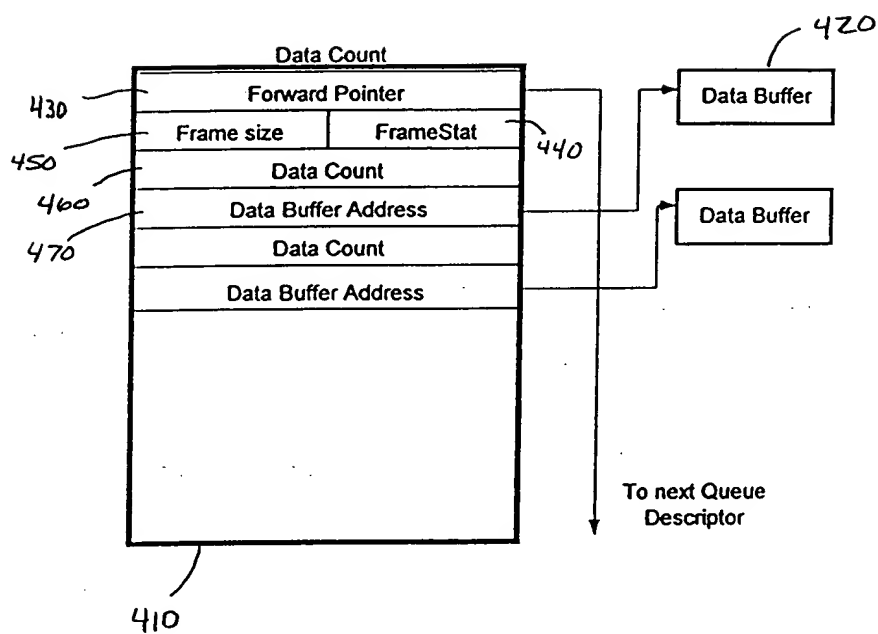 420
Data Count
430
Forward Pointer
Data Buffer
450
Frame size
FrameStat
440
460
Data Count
470
Data Buffer Address
Data Buffer
Data Count
Data Buffer Address
To next Queue
Descriptor
410